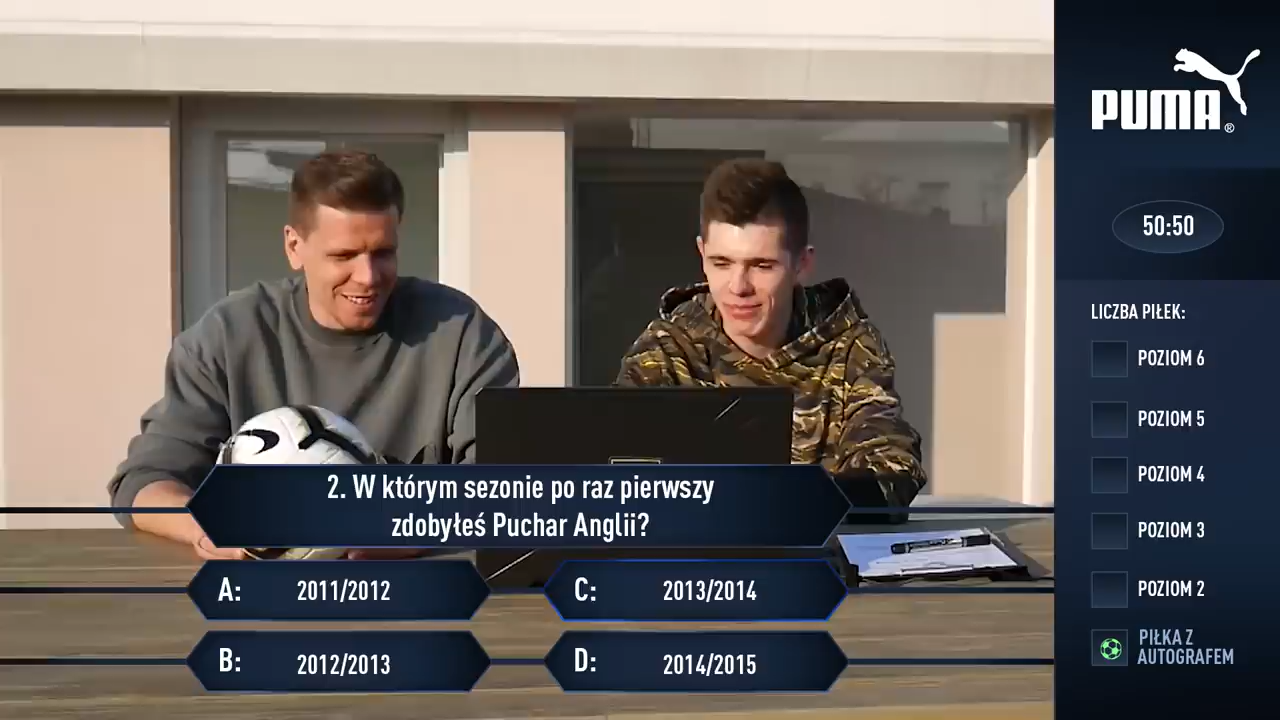 PUMA®
50:50
LICZBA PIŁEK:
POZIOM 6
POZIOM 5
POZIOM 4
POZIOM 3
POZIOM 2
PIŁKA Z
AUTOGRAFEM
2. W którym sezonie po raz pierwszy
zdobyłeś Puchar Anglii?
A: 2011/2012
C: 2013/2014
B: 2012/2013
D: 2014/2015